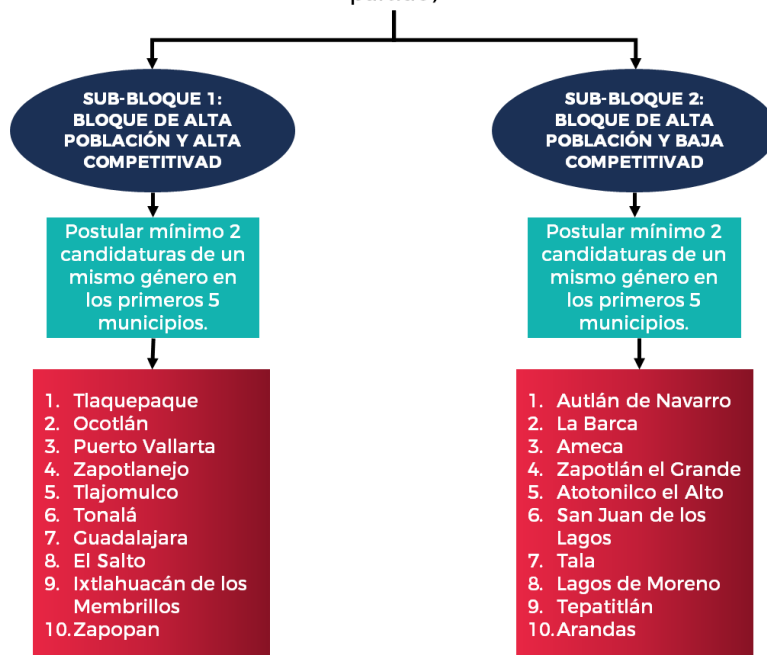 SUB-BLOQUE 1:
BLOQUE DE ALTA
POBLACIÓN Y ALTA
COMPETITIVAD
Postular mínimo 2
candidaturas de un
mismo género en
los primeros 5
municipios.
1. Tlaquepaque
2. Ocotlán
3. Puerto Vallarta
4. Zapotlanejo
5. Tlajomulco
6. Tonalá
7. Guadalajara
8. El Salto
9. Ixtlahuacán de los
Membrillos
10. Zapopan
SUB-BLOQUE 2:
BLOQUE DE ALTA
POBLACIÓN Y BAJA
COMPETITIVAD
Postular mínimo 2
candidaturas de un
mismo género en
los primeros 5
municipios.
1. Autlán de Navarro
2. La Barca
3. Ameca
4. Zapotlán el Grande
5. Atotonilco el Alto
6. San Juan de los
Lagos
7. Tala
8. Lagos de Moreno
9. Tepatitlán
10. Arandas